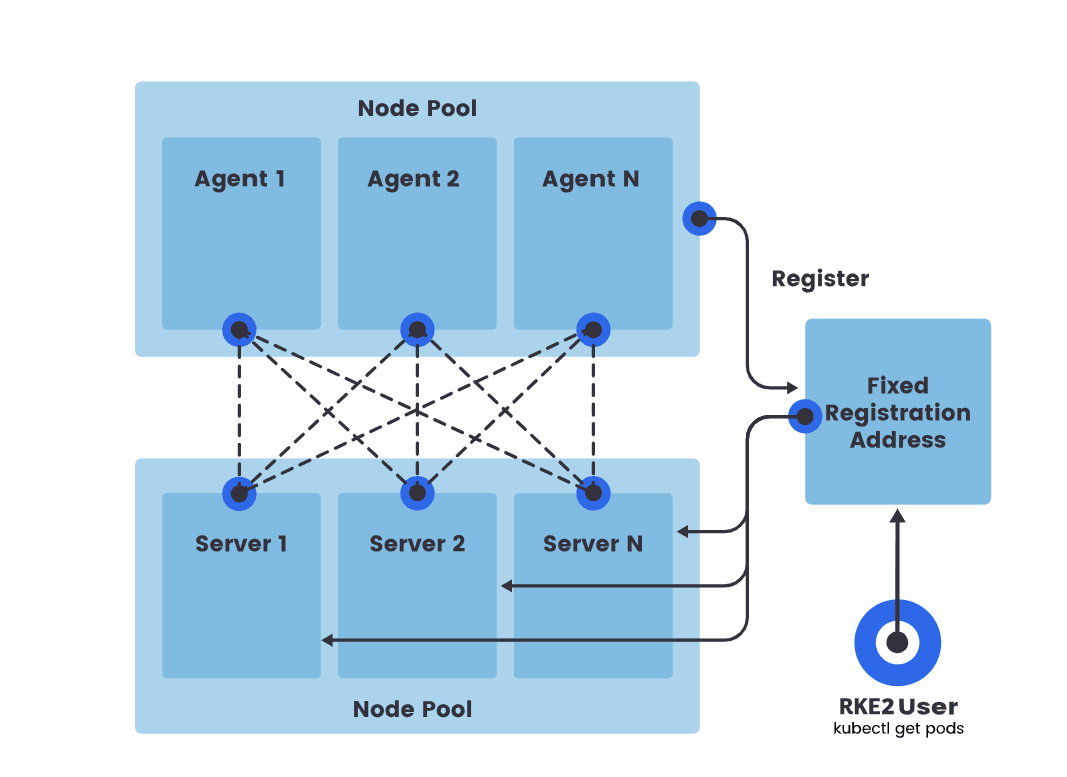 Node Pool
Agent 1
Agent 2
Agent N
Register
Fixed
Registration
Address
Server 1
Server 2
Server N
Node Pool
RKE2 User
kubectl get pods